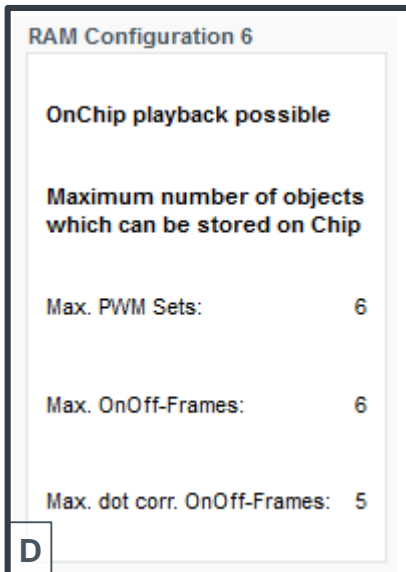 RAM Configuration 6
OnChip playback possible
Maximum number of objects
which can be stored on Chip
Max. PWM Sets: 6
Max. OnOff-Frames: 6
Max. dot corr. OnOff-Frames: 5
D